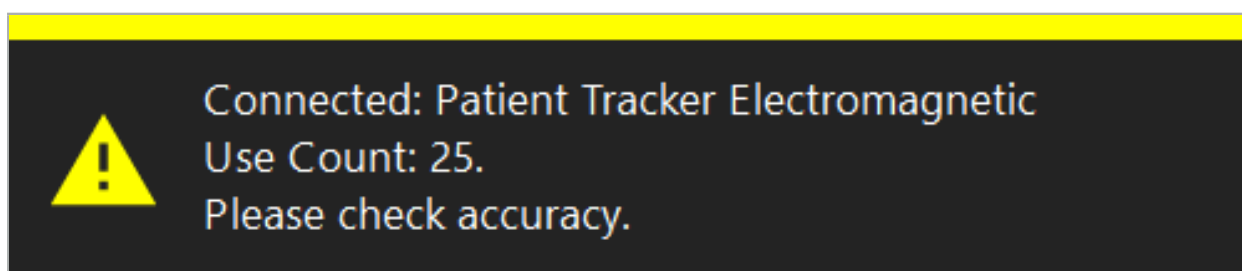 Connected: Patient Tracker Electromagnetic
Use Count: 25.
Please check accuracy.